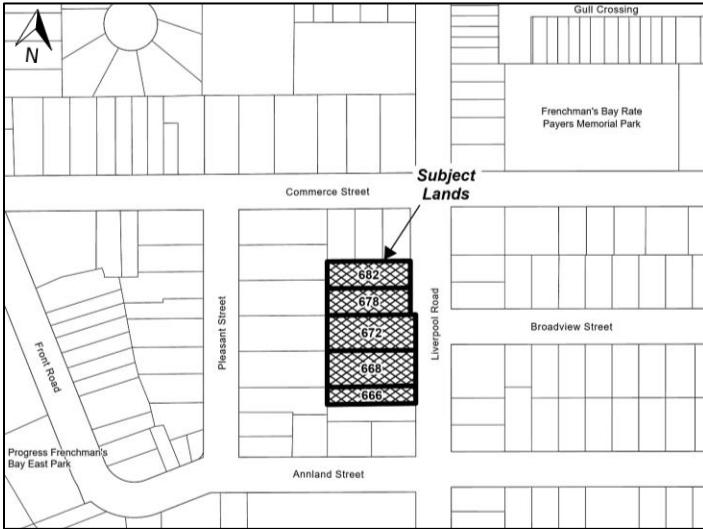 Gull Crossing
N
Frenchman's Bay Rate
Payers Memorial Park
Subject
Lands
Commerce Street
682
678
672
668
666
Pleasant Street
Liverpool Road
Broadview Street
Front Road
Progress Frenchman's
Bay East Park
Annland Street